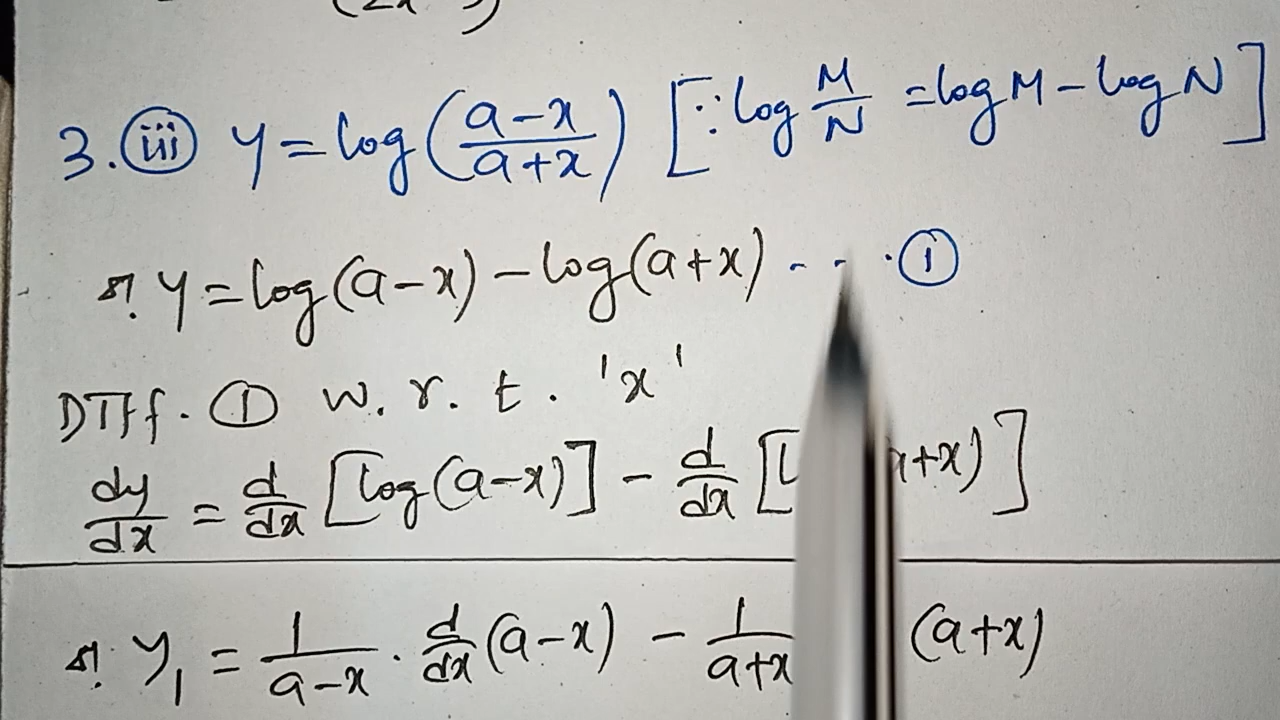 (2x
3. (iii) y = log((a-x)/(a+x)) [∵ log M/N = log M - log N]
y = log(a-x) - log(a+x) - - · (1)
Diff. (1) w. r. t. 'x'
dy/dx = d/dx [log(a-x)] - d/dx [ a+x)]
y₁ = 1/(a-x) · d/dx (a-x) - 1/(a+x) (a+x)